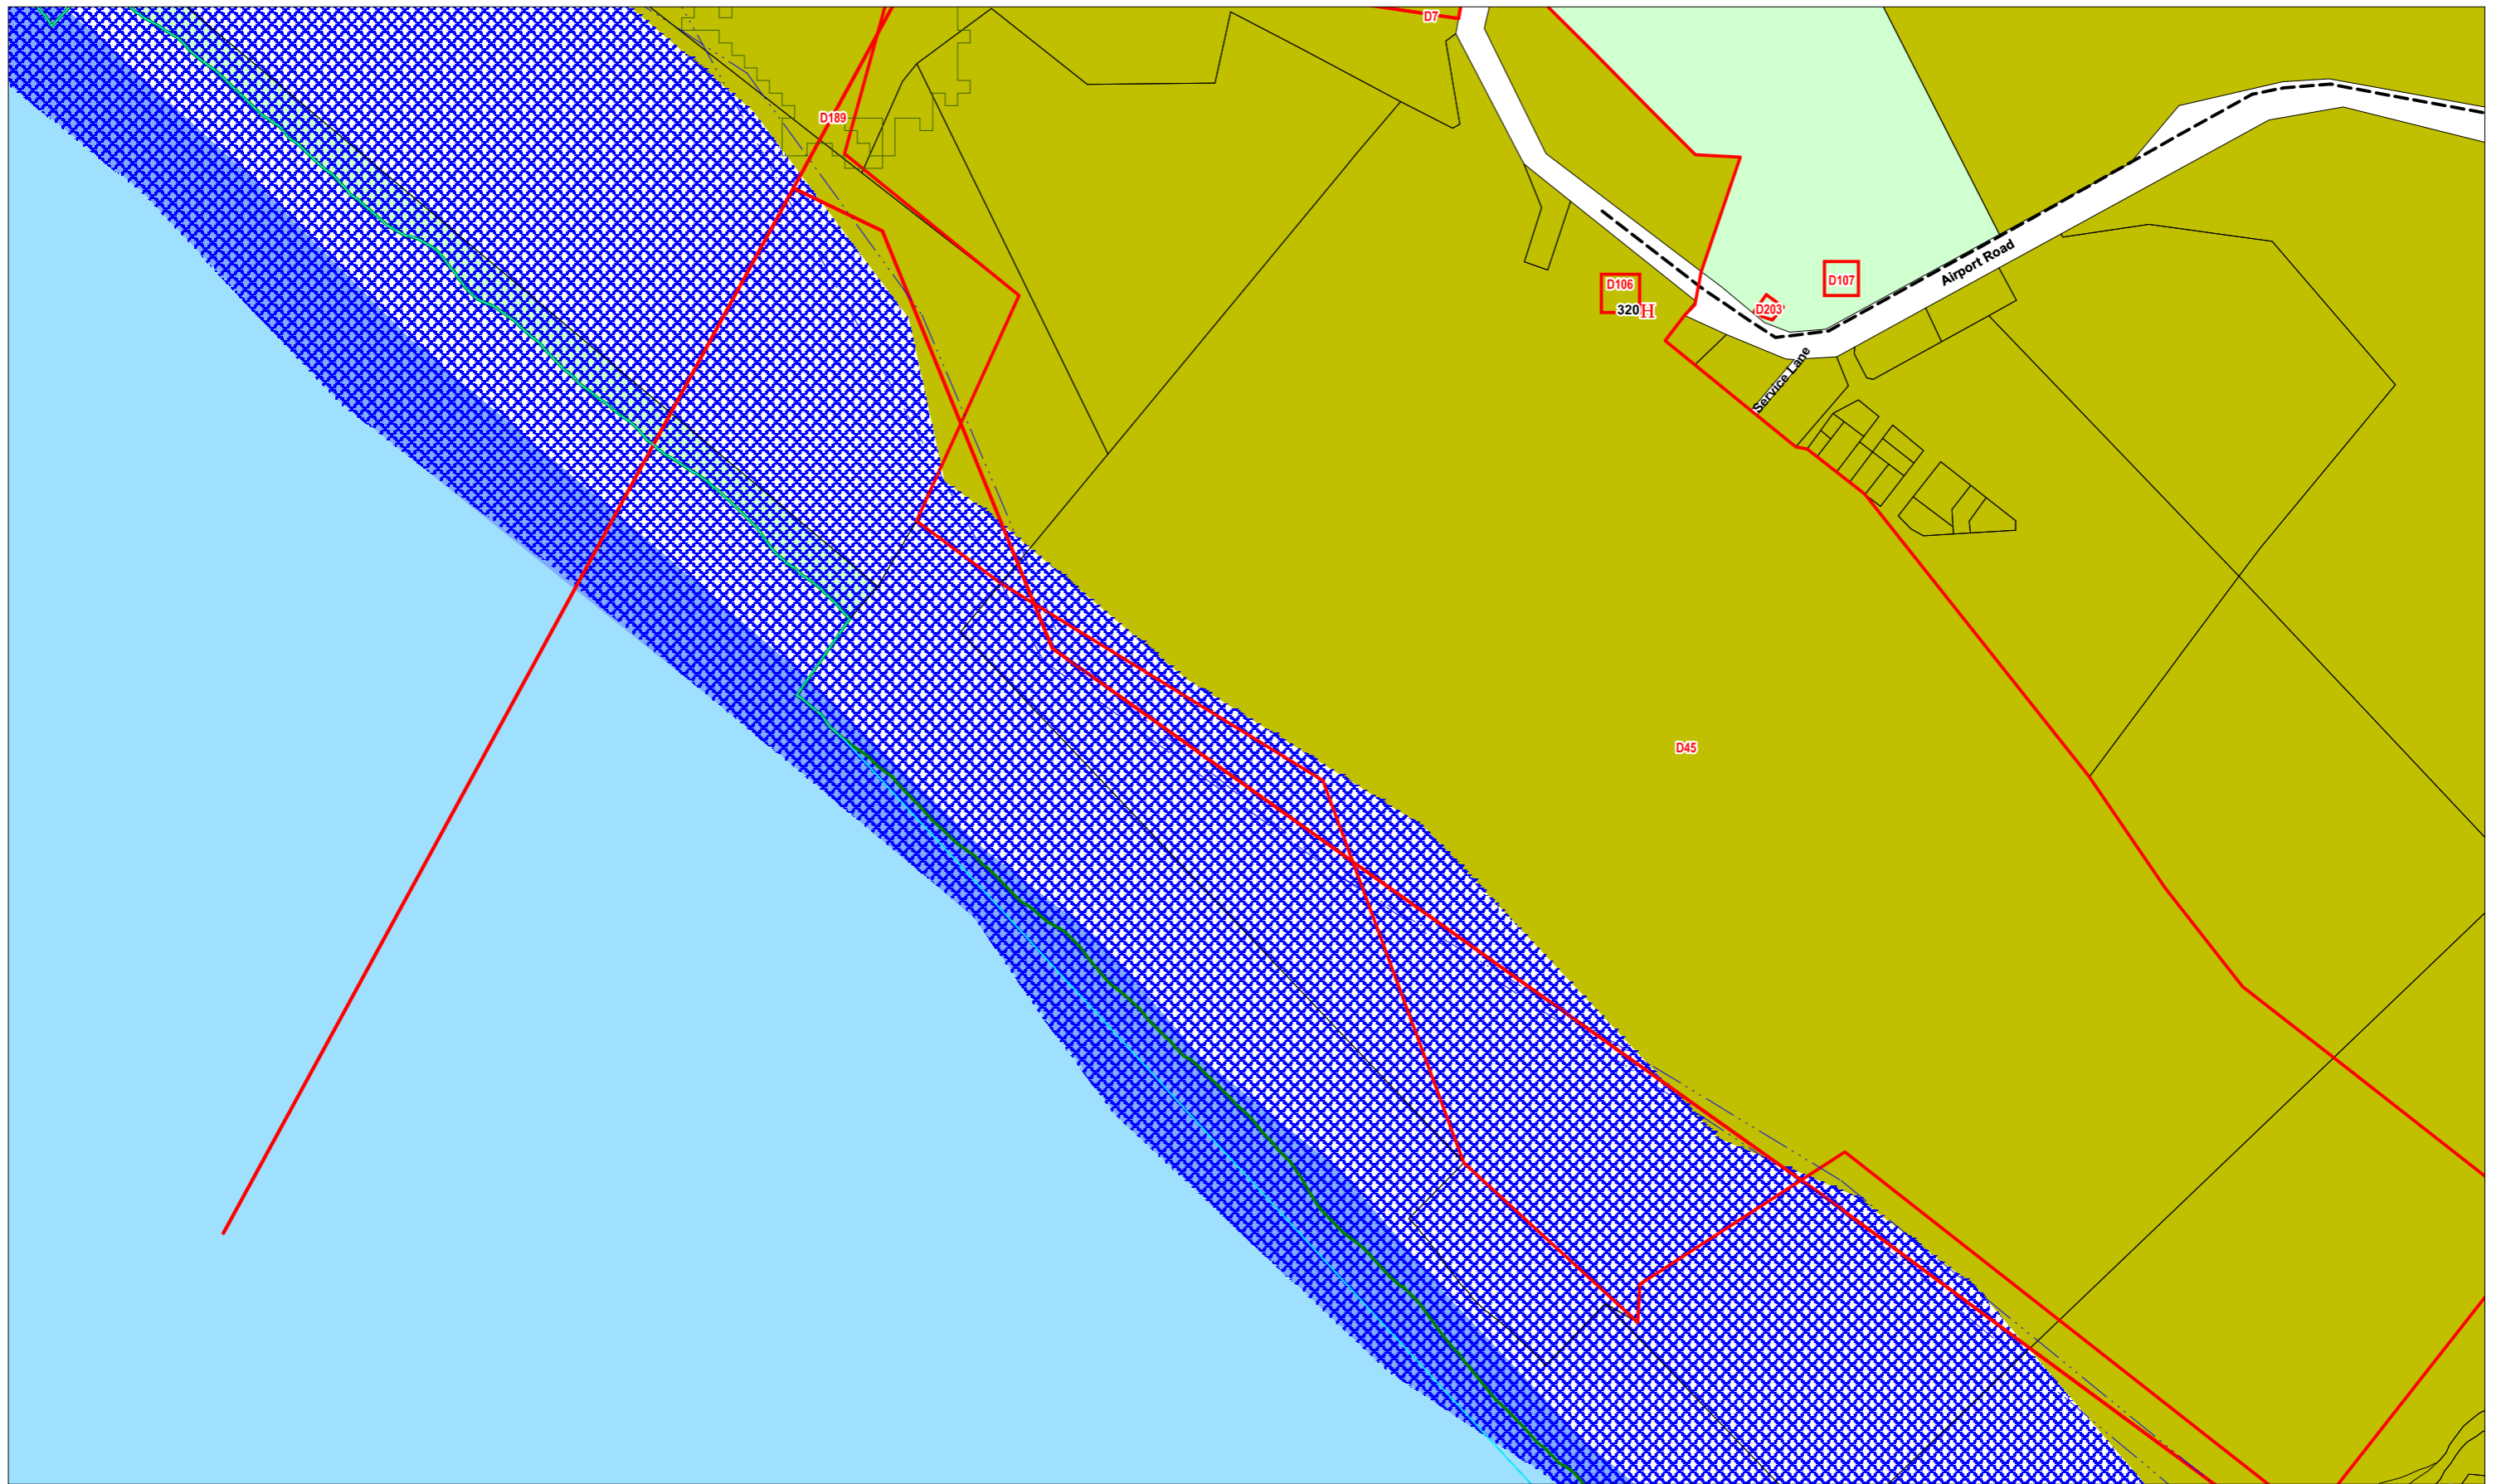 D7
D189
Airport Road
D107
D106
D203
320 H
Service Lane
D45